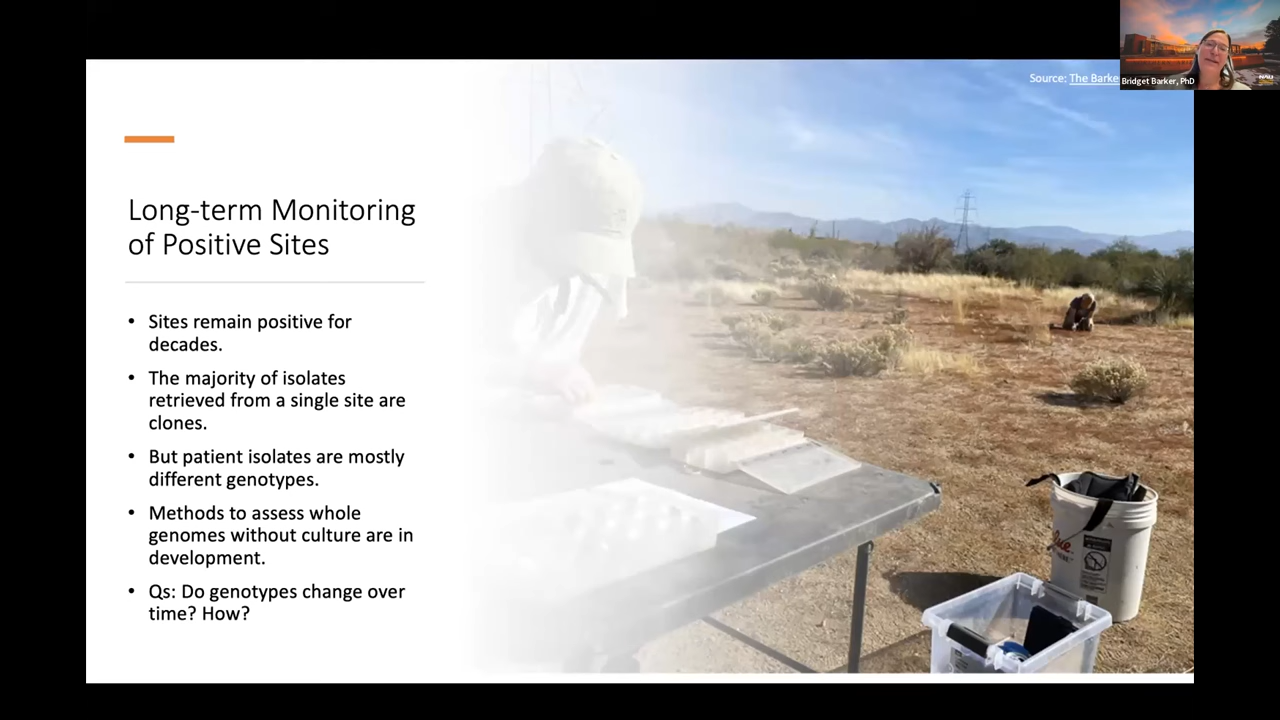 Source: The Barke
Bridget Barker, PhD
NAU
Long-term Monitoring
of Positive Sites
• Sites remain positive for
decades.
• The majority of isolates
retrieved from a single site are
clones.
• But patient isolates are mostly
different genotypes.
• Methods to assess whole
genomes without culture are in
development.
• Qs: Do genotypes change over
time? How?